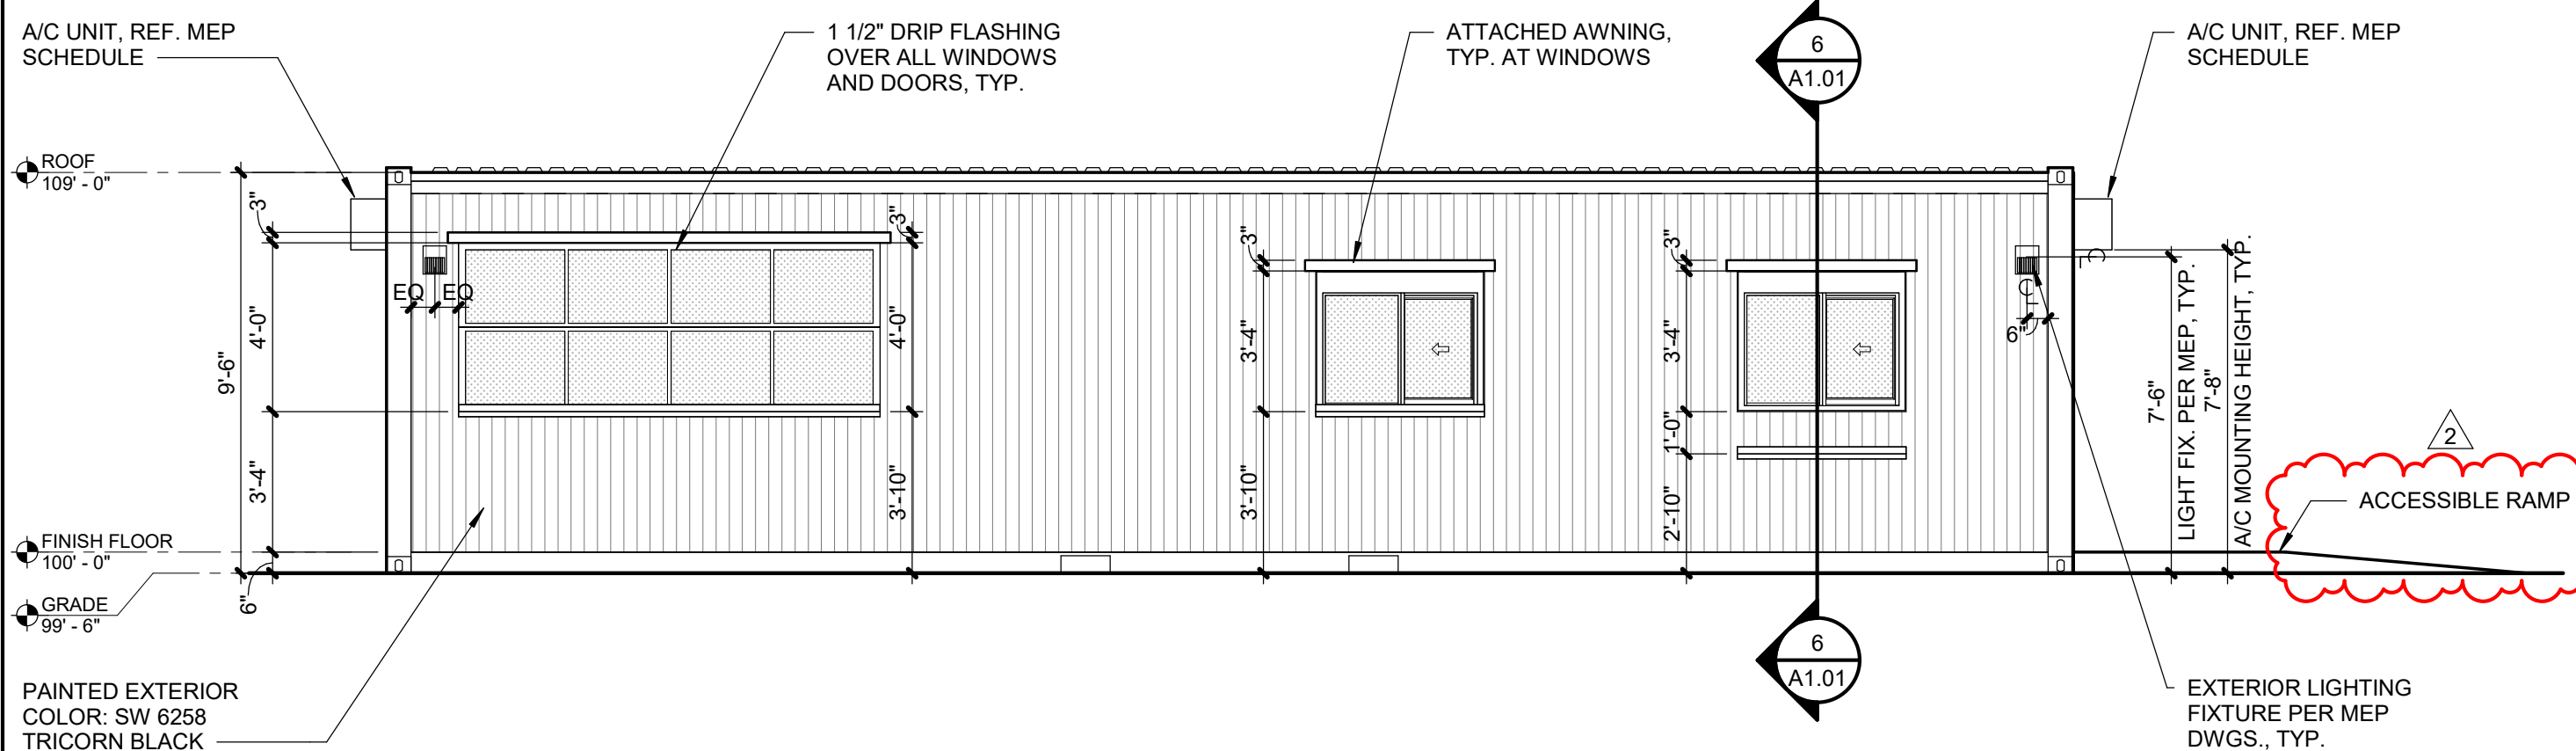 A/C UNIT, REF. MEP
SCHEDULE
1 1/2" DRIP FLASHING
OVER ALL WINDOWS
AND DOORS, TYP.
ATTACHED AWNING,
TYP. AT WINDOWS
6
A1.01
A/C UNIT, REF. MEP
SCHEDULE
ROOF
109' - 0"
9'-6"
3"
4'-0"
3'-4"
6"
EQ
EQ
3"
4'-0"
3'-10"
3"
3'-4"
3'-10"
3"
3'-4"
1'-0"
2'-10"
CL
6"
CL
7'-6"
LIGHT FIX. PER MEP, TYP.
7'-8"
A/C MOUNTING HEIGHT, TYP.
2
ACCESSIBLE RAMP
FINISH FLOOR
100' - 0"
GRADE
99' - 6"
6
A1.01
PAINTED EXTERIOR
COLOR: SW 6258
TRICORN BLACK
EXTERIOR LIGHTING
FIXTURE PER MEP
DWGS., TYP.